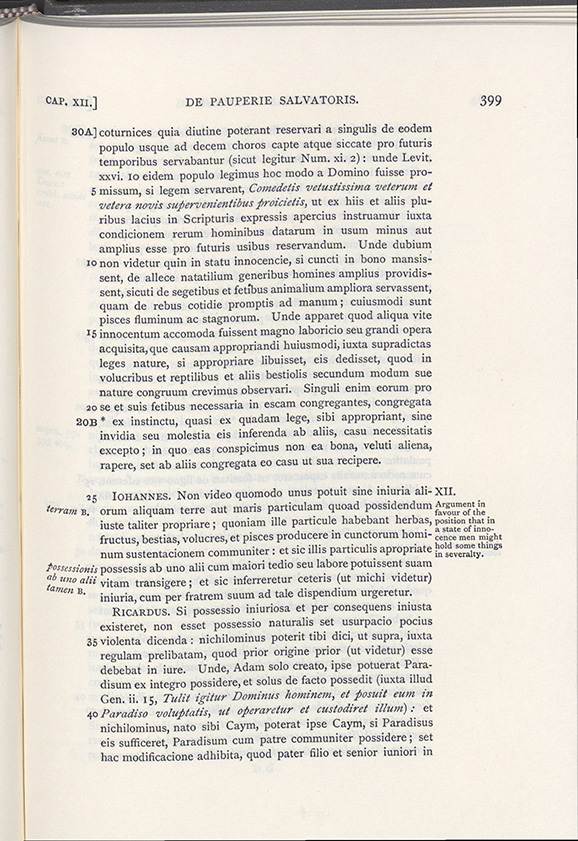 CAP. XII.] DE PAUPERIE SALVATORIS. 399
30A] coturnices quia diutine poterant reservari a singulis de eodem
populo usque ad decem choros capte atque siccate pro futuris
temporibus servabantur (sicut legitur Num. xi. 2) : unde Levit.
xxvi. 10 eidem populo legimus hoc modo a Domino fuisse pro-
5 missum, si legem servarent, Comedetis vetustissima veterum et
vetera novis supervenientibus proicietis, ut ex hiis et aliis plu-
ribus lacius in Scripturis expressis apercius instruamur iuxta
condicionem rerum hominibus datarum in usum minus aut
amplius esse pro futuris usibus reservandum. Unde dubium
10 non videtur quin in statu innocencie, si cuncti in bono mansis-
sent, de allece natatilium generibus homines amplius providis-
sent, sicuti de segetibus et fetibus animalium ampliora servassent,
quam de rebus cotidie promptis ad manum ; cuiusmodi sunt
pisces fluminum ac stagnorum. Unde apparet quod aliqua vite
15 innocentum accomoda fuissent magno laboricio seu grandi opera
acquisita, que causam appropriandi huiusmodi, iuxta supradictas
leges nature, si appropriare libuisset, eis dedisset, quod in
volucribus et reptilibus et aliis bestiolis secundum modum sue
nature congruum crevimus observari. Singuli enim eorum pro
20 se et suis fetibus necessaria in escam congregantes, congregata
20B * ex instinctu, quasi ex quadam lege, sibi appropriant, sine
invidia seu molestia eis inferenda ab aliis, casu necessitatis
excepto ; in quo eas conspicimus non ea bona, veluti aliena,
rapere, set ab aliis congregata eo casu ut sua recipere.
25 IOHANNES. Non video quomodo unus potuit sine iniuria ali- XII.
terram B. orum aliquam terre aut maris particulam quoad possidendum Argument in
favour of the
iuste taliter propriare ; quoniam ille particule habebant herbas, position that in
a state of inno-
fructus, bestias, volucres, et pisces producere in cunctorum homi- cence men might
num sustentacionem communiter : et sic illis particulis apropriate hold some things
in severalty.
possessionis possessis ab uno alii cum maiori tedio seu labore potuissent suam
ab uno alii vitam transigere ; et sic inferreretur ceteris (ut michi videtur)
tamen B. iniuria, cum per fratrem suum ad tale dispendium urgeretur.
RICARDUS. Si possessio iniuriosa et per consequens iniusta
existeret, non esset possessio naturalis set usurpacio pocius
35 violenta dicenda : nichilominus poterit tibi dici, ut supra, iuxta
regulam prelibatam, quod prior origine prior (ut videtur) esse
debebat in iure. Unde, Adam solo creato, ipse potuerat Para-
disum ex integro possidere, et solus de facto possedit (iuxta illud
Gen. ii. 15, Tulit igitur Dominus hominem, et posuit eum in
40 Paradiso voluptatis, ut operaretur et custodiret illum) : et
nichilominus, nato sibi Caym, poterat ipse Caym, si Paradisus
eis sufficeret, Paradisum cum patre communiter possidere ; set
hac modificacione adhibita, quod pater filio et senior iuniori in